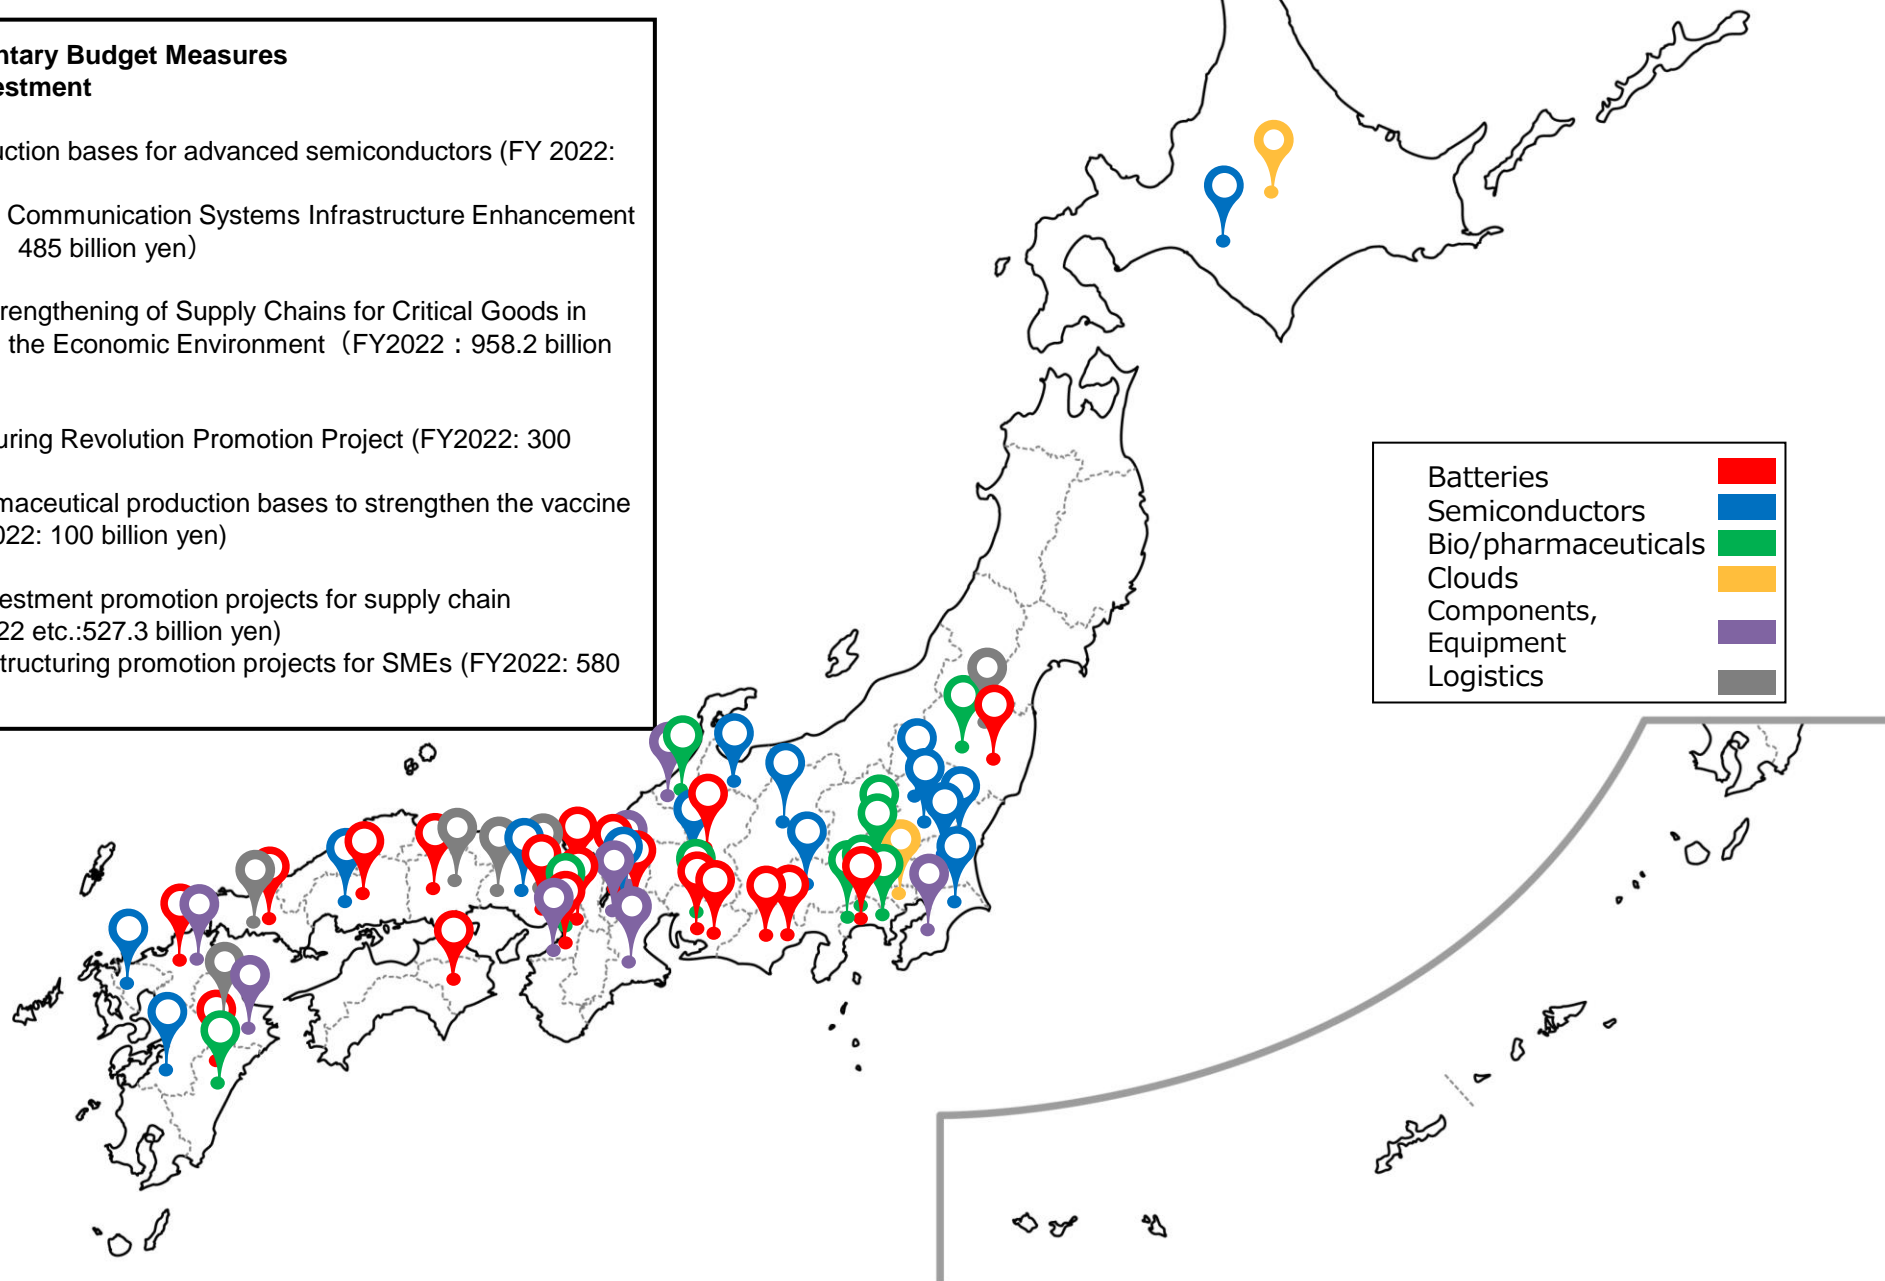 ntary Budget Measures
estment
uction bases for advanced semiconductors (FY 2022:
Communication Systems Infrastructure Enhancement
485 billion yen）
trengthening of Supply Chains for Critical Goods in
the Economic Environment（FY2022：958.2 billion
uring Revolution Promotion Project (FY2022: 300
maceutical production bases to strengthen the vaccine
022: 100 billion yen)
estment promotion projects for supply chain
22 etc.:527.3 billion yen)
structuring promotion projects for SMEs (FY2022: 580
Batteries
Semiconductors
Bio/pharmaceuticals
Clouds
Components,
Equipment
Logistics